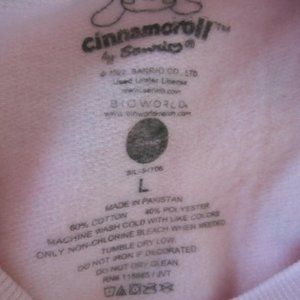 cinnamoroll™
by Sanrio®
SANRIO CO., LTD
Used Under License
www.sanrio.com
BIOWORLD
L
MADE IN PAKISTAN
60% COTTON 40% POLYESTER
MACHINE WASH COLD WITH LIKE COLORS
ONLY NON-CHLORINE BLEACH WHEN NEEDED
TUMBLE DRY LOW
DO NOT IRON IF DECORATED
DO NOT DRY CLEAN